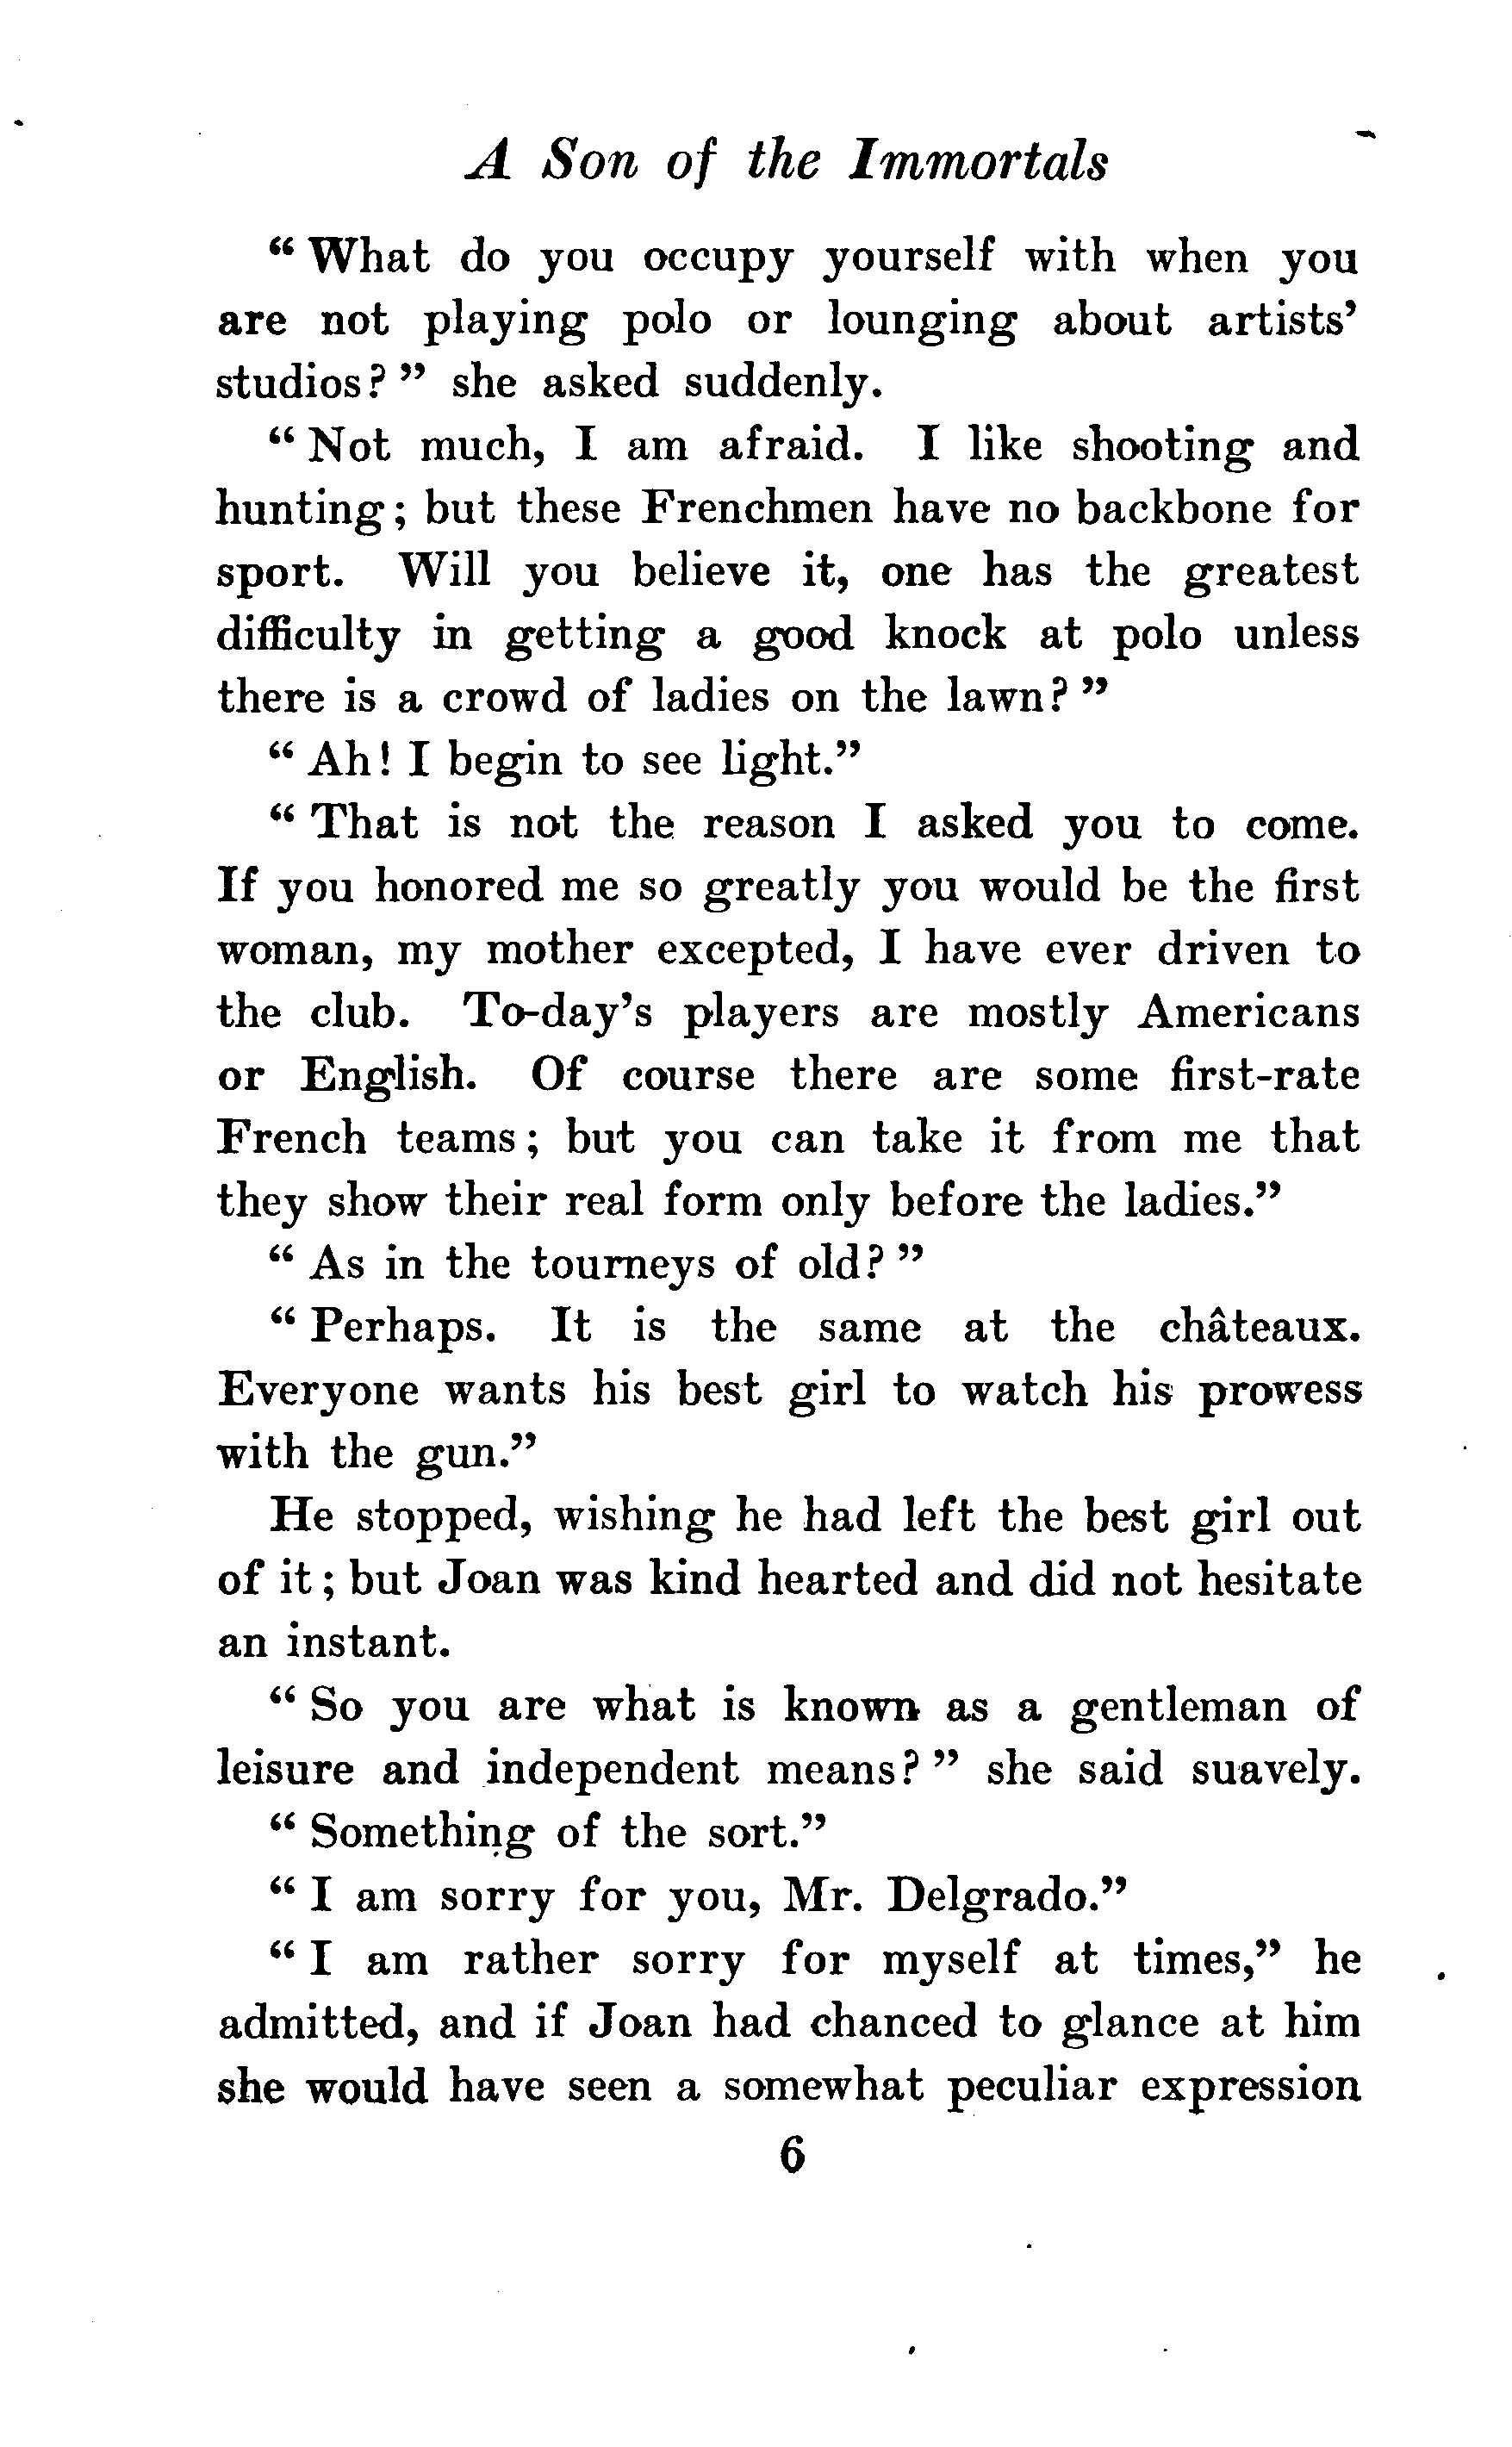 A Son of the Immortals
“ What do you occupy yourself with when you
are not playing polo or lounging about artists’
studios? ” she asked suddenly.
“ Not much, I am afraid. I like shooting and
hunting; but these Frenchmen have no backbone for
sport. Will you believe it, one has the greatest
difficulty in getting a good knock at polo unless
there is a crowd of ladies on the lawn? ”
“ Ah! I begin to see light.”
“ That is not the reason I asked you to come.
If you honored me so greatly you would be the first
woman, my mother excepted, I have ever driven to
the club. To-day’s players are mostly Americans
or English. Of course there are some first-rate
French teams; but you can take it from me that
they show their real form only before the ladies.”
“ As in the tourneys of old? ”
“ Perhaps. It is the same at the châteaux.
Everyone wants his best girl to watch his prowess
with the gun.”
He stopped, wishing he had left the best girl out
of it; but Joan was kind hearted and did not hesitate
an instant.
“ So you are what is known as a gentleman of
leisure and independent means? ” she said suavely.
“ Something of the sort.”
“ I am sorry for you, Mr. Delgrado.”
“ I am rather sorry for myself at times,” he
admitted, and if Joan had chanced to glance at him
she would have seen a somewhat peculiar expression
6